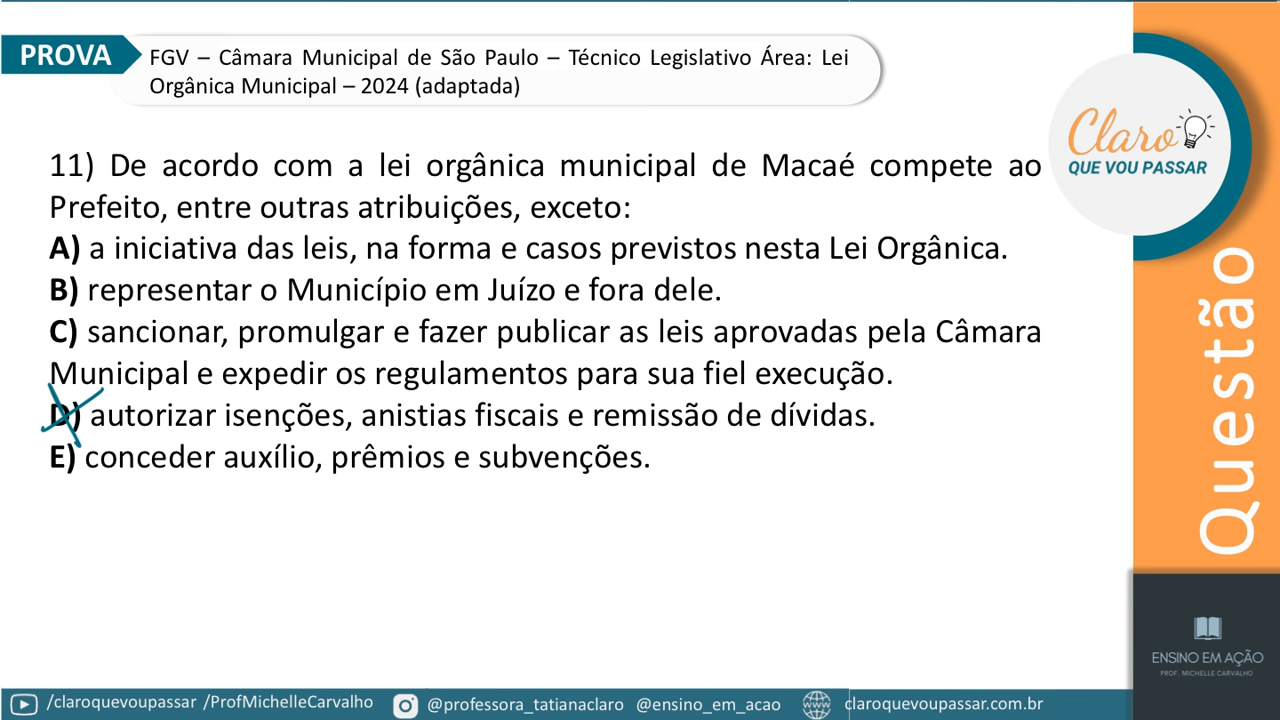 PROVA
FGV – Câmara Municipal de São Paulo – Técnico Legislativo Área: Lei
Orgânica Municipal – 2024 (adaptada)
Claro
QUE VOU PASSAR
11) De acordo com a lei orgânica municipal de Macaé compete ao
Prefeito, entre outras atribuições, exceto:
A) a iniciativa das leis, na forma e casos previstos nesta Lei Orgânica.
B) representar o Município em Juízo e fora dele.
C) sancionar, promulgar e fazer publicar as leis aprovadas pela Câmara
Municipal e expedir os regulamentos para sua fiel execução.
D) autorizar isenções, anistias fiscais e remissão de dívidas.
E) conceder auxílio, prêmios e subvenções.
Questão
ENSINO EM AÇÃO
PROF. MICHELLE CARVALHO
/claroquevoupassar /ProfMichelleCarvalho @professora_tatianaclaro @ensino_em_acao claroquevoupassar.com.br